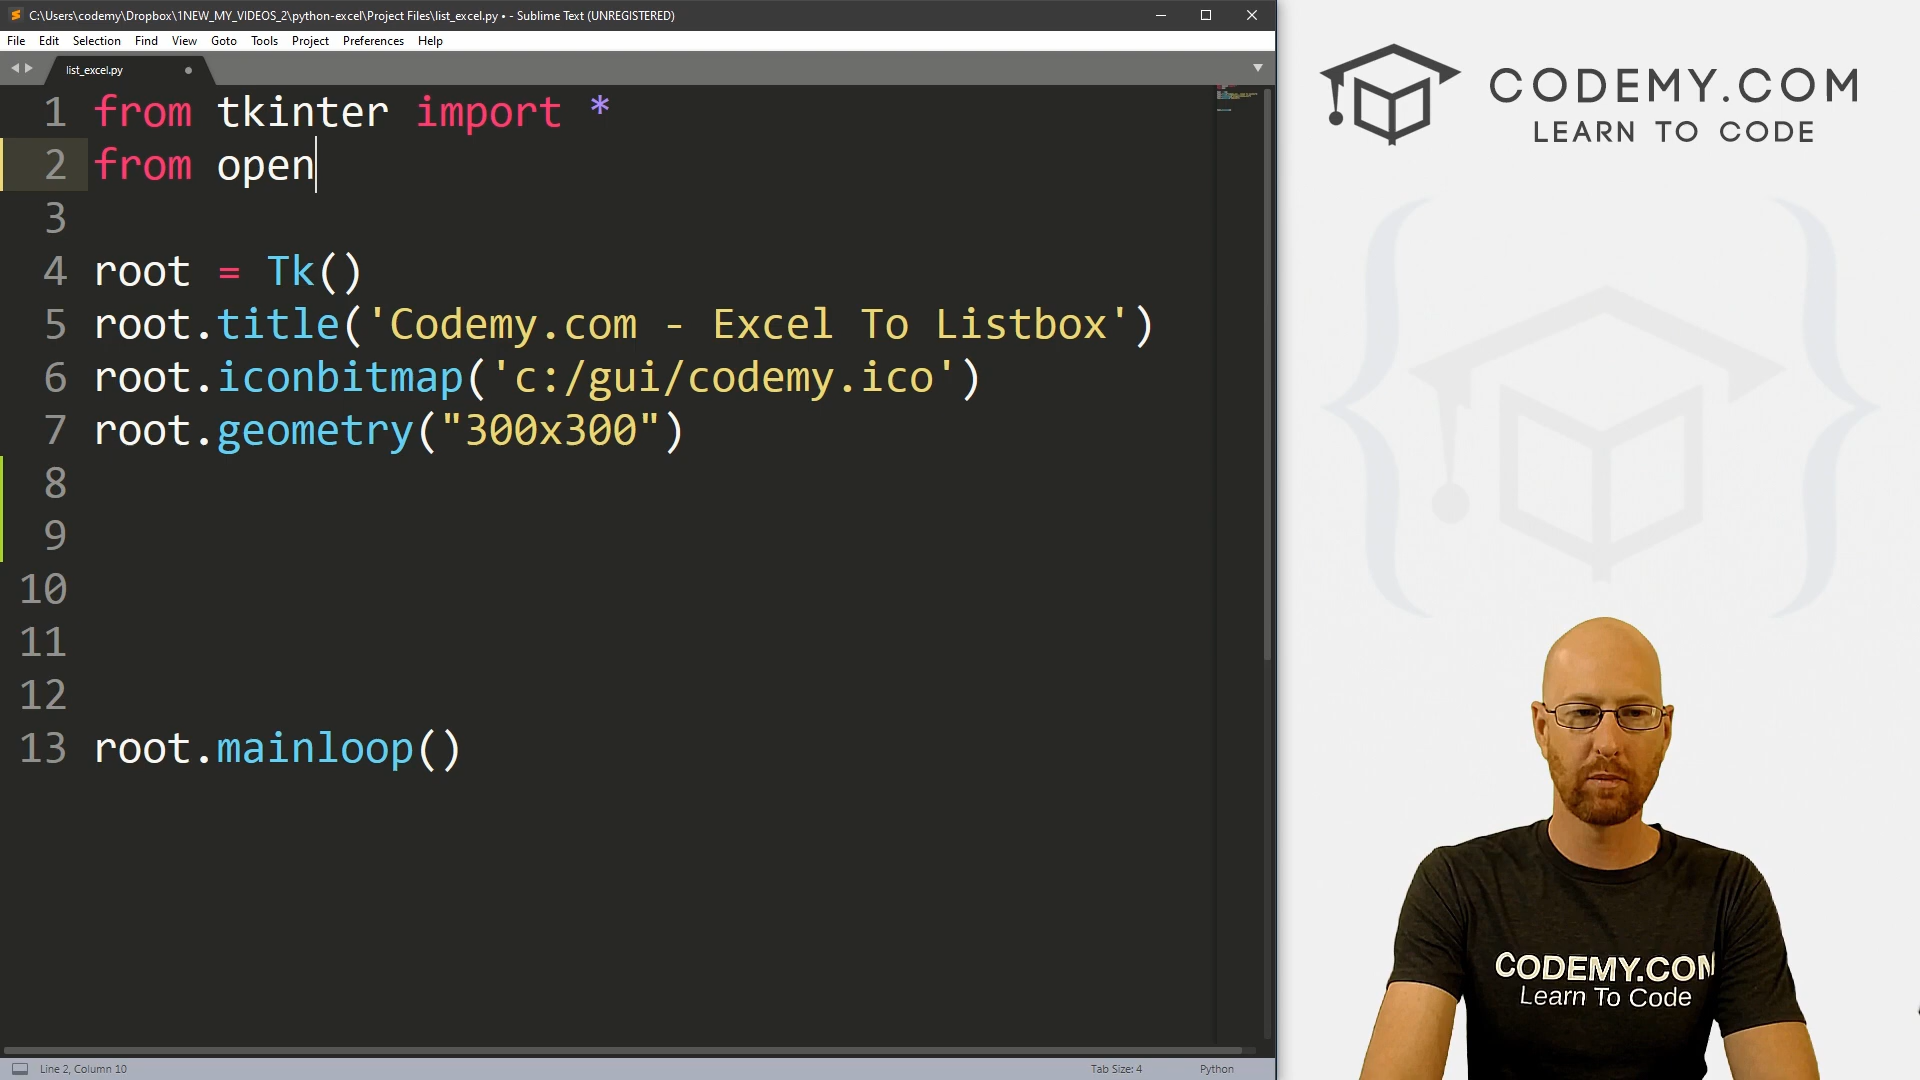 C:\Users\codemy\Dropbox\1NEW_MY_VIDEOS_2\python-excel\Project Files\list_excel.py • - Sublime Text (UNREGISTERED)
File Edit Selection Find View Goto Tools Project Preferences Help
list_excel.py
1 from tkinter import *
2 from open
3
4 root = Tk()
5 root.title('Codemy.com - Excel To Listbox')
6 root.iconbitmap('c:/gui/codemy.ico')
7 root.geometry("300x300")
8
9
10
11
12
13 root.mainloop()
Line 2, Column 10
Tab Size: 4
Python
CODEMY.COM
LEARN TO CODE
CODEMY.COM
Learn To Code